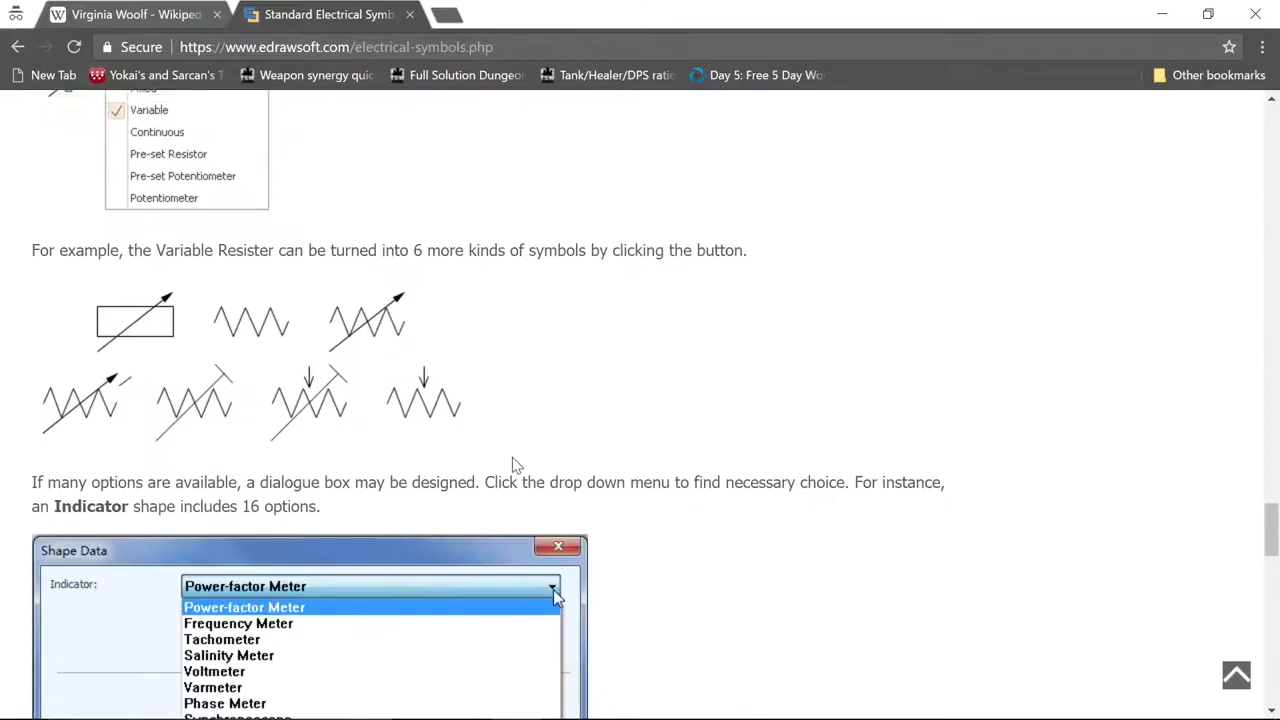 Virginia Woolf - Wikiped
Standard Electrical Symb
Secure
https://www.edrawsoft.com/electrical-symbols.php
New Tab
Yokai's and Sarcan's T
Weapon synergy quic
Full Solution Dungeo
Tank/Healer/DPS ratio
Day 5: Free 5 Day Wo
Other bookmarks
Variable
Continuous
Pre-set Resistor
Pre-set Potentiometer
Potentiometer
For example, the Variable Resister can be turned into 6 more kinds of symbols by clicking the button.
If many options are available, a dialogue box may be designed. Click the drop down menu to find necessary choice. For instance,
an Indicator shape includes 16 options.
Shape Data
Indicator:
Power-factor Meter
Power-factor Meter
Frequency Meter
Tachometer
Salinity Meter
Voltmeter
Varmeter
Phase Meter